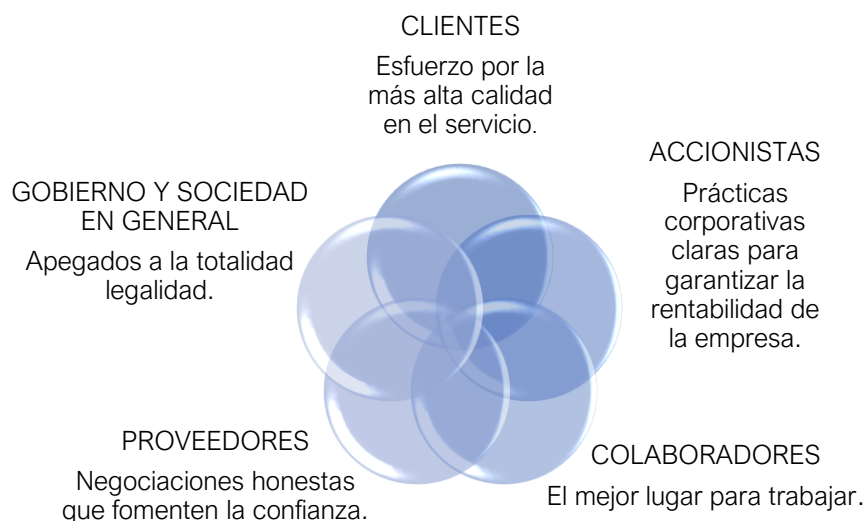 CLIENTES
Esfuerzo por la
más alta calidad
en el servicio.
ACCIONISTAS
Prácticas
corporativas
claras para
garantizar la
rentabilidad de
la empresa.
COLABORADORES
El mejor lugar para trabajar.
PROVEEDORES
Negociaciones honestas
que fomenten la confianza.
GOBIERNO Y SOCIEDAD
EN GENERAL
Apegados a la totalidad
legalidad.